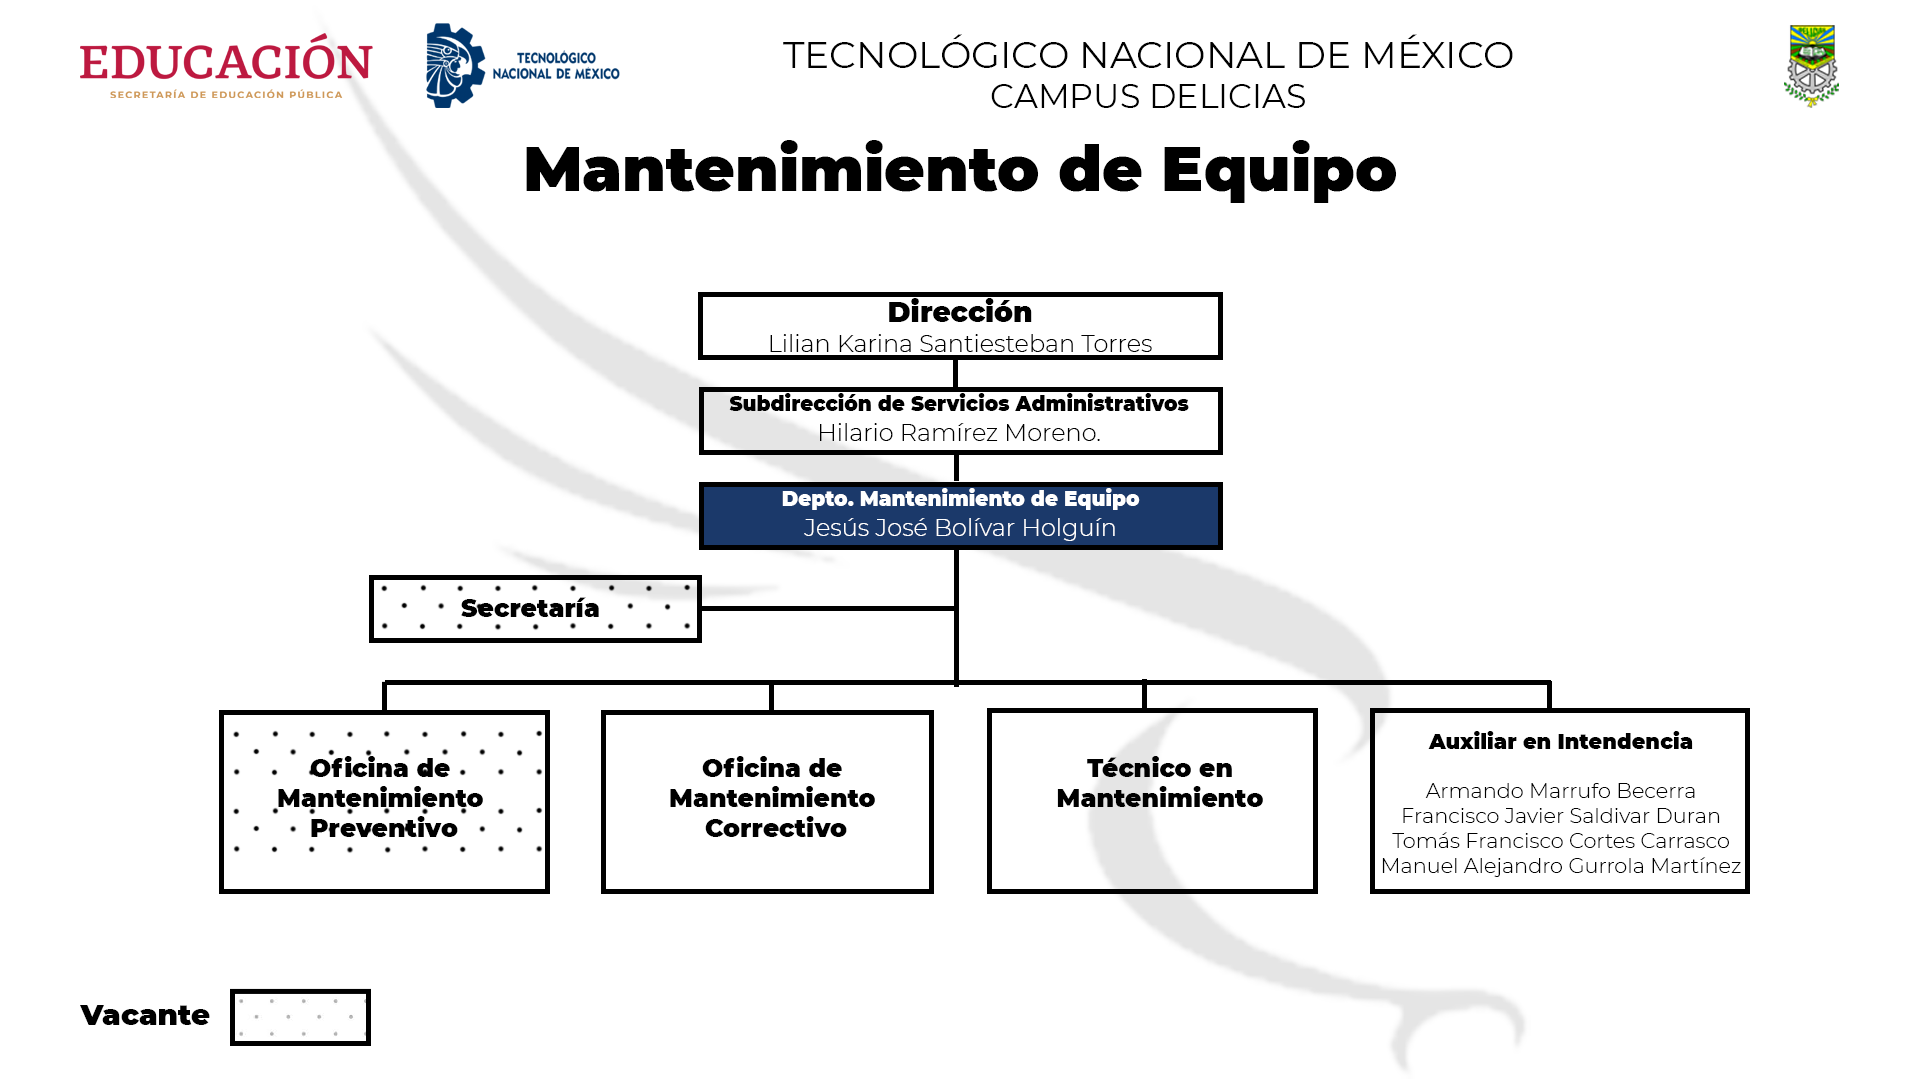 EDUCACIÓN
SECRETARÍA DE EDUCACIÓN PÚBLICA
TECNOLÓGICO
NACIONAL DE MÉXICO
TECNOLÓGICO NACIONAL DE MÉXICO
CAMPUS DELICIAS
Mantenimiento de Equipo
Dirección
Lilian Karina Santiesteban Torres
Subdirección de Servicios Administrativos
Hilario Ramírez Moreno.
Depto. Mantenimiento de Equipo
Jesús José Bolívar Holguín
Secretaría
Oficina de
Mantenimiento
Preventivo
Oficina de
Mantenimiento
Correctivo
Técnico en
Mantenimiento
Auxiliar en Intendencia
Armando Marrufo Becerra
Francisco Javier Saldivar Duran
Tomás Francisco Cortes Carrasco
Manuel Alejandro Gurrola Martínez
Vacante